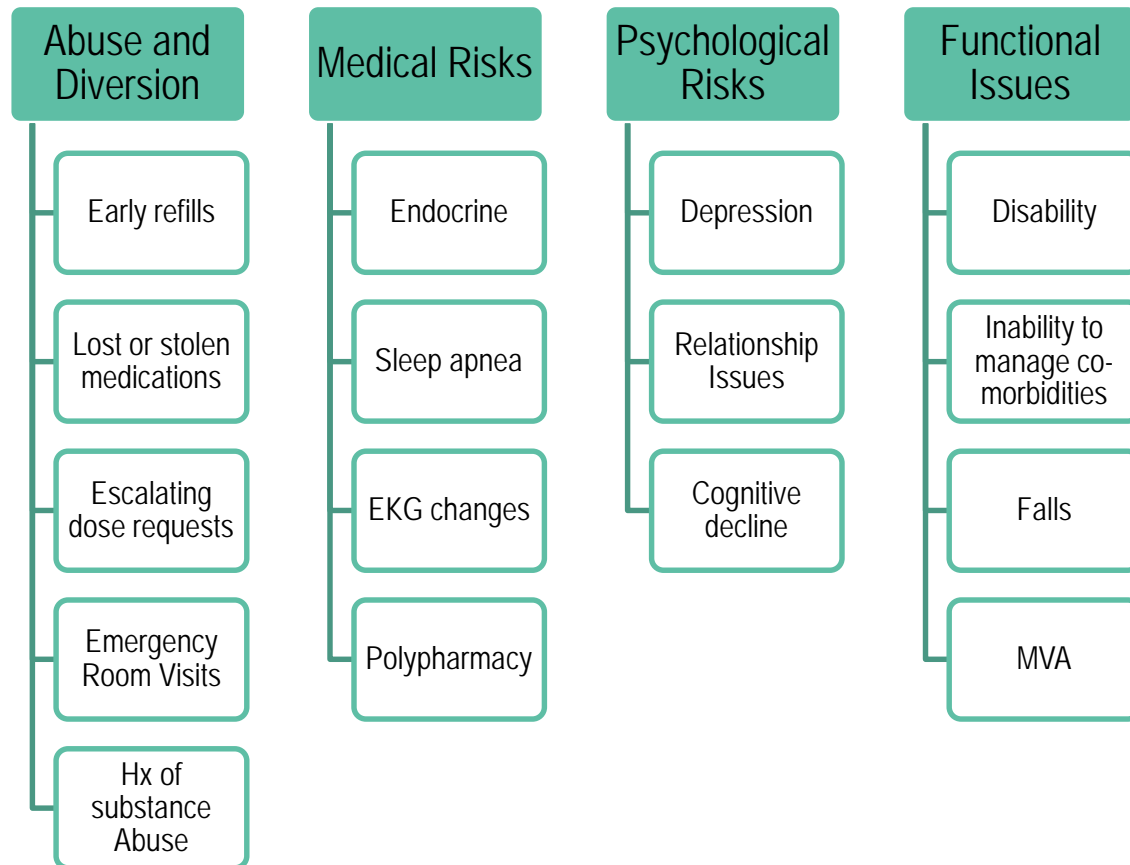 Abuse and
Diversion
Early refills
Lost or stolen
medications
Escalating
dose requests
Emergency
Room Visits
Hx of
substance
Abuse
Medical Risks
Endocrine
Sleep apnea
EKG changes
Polypharmacy
Psychological
Risks
Depression
Relationship
Issues
Cognitive
decline
Functional
Issues
Disability
Inability to
manage co-
morbidities
Falls
MVA